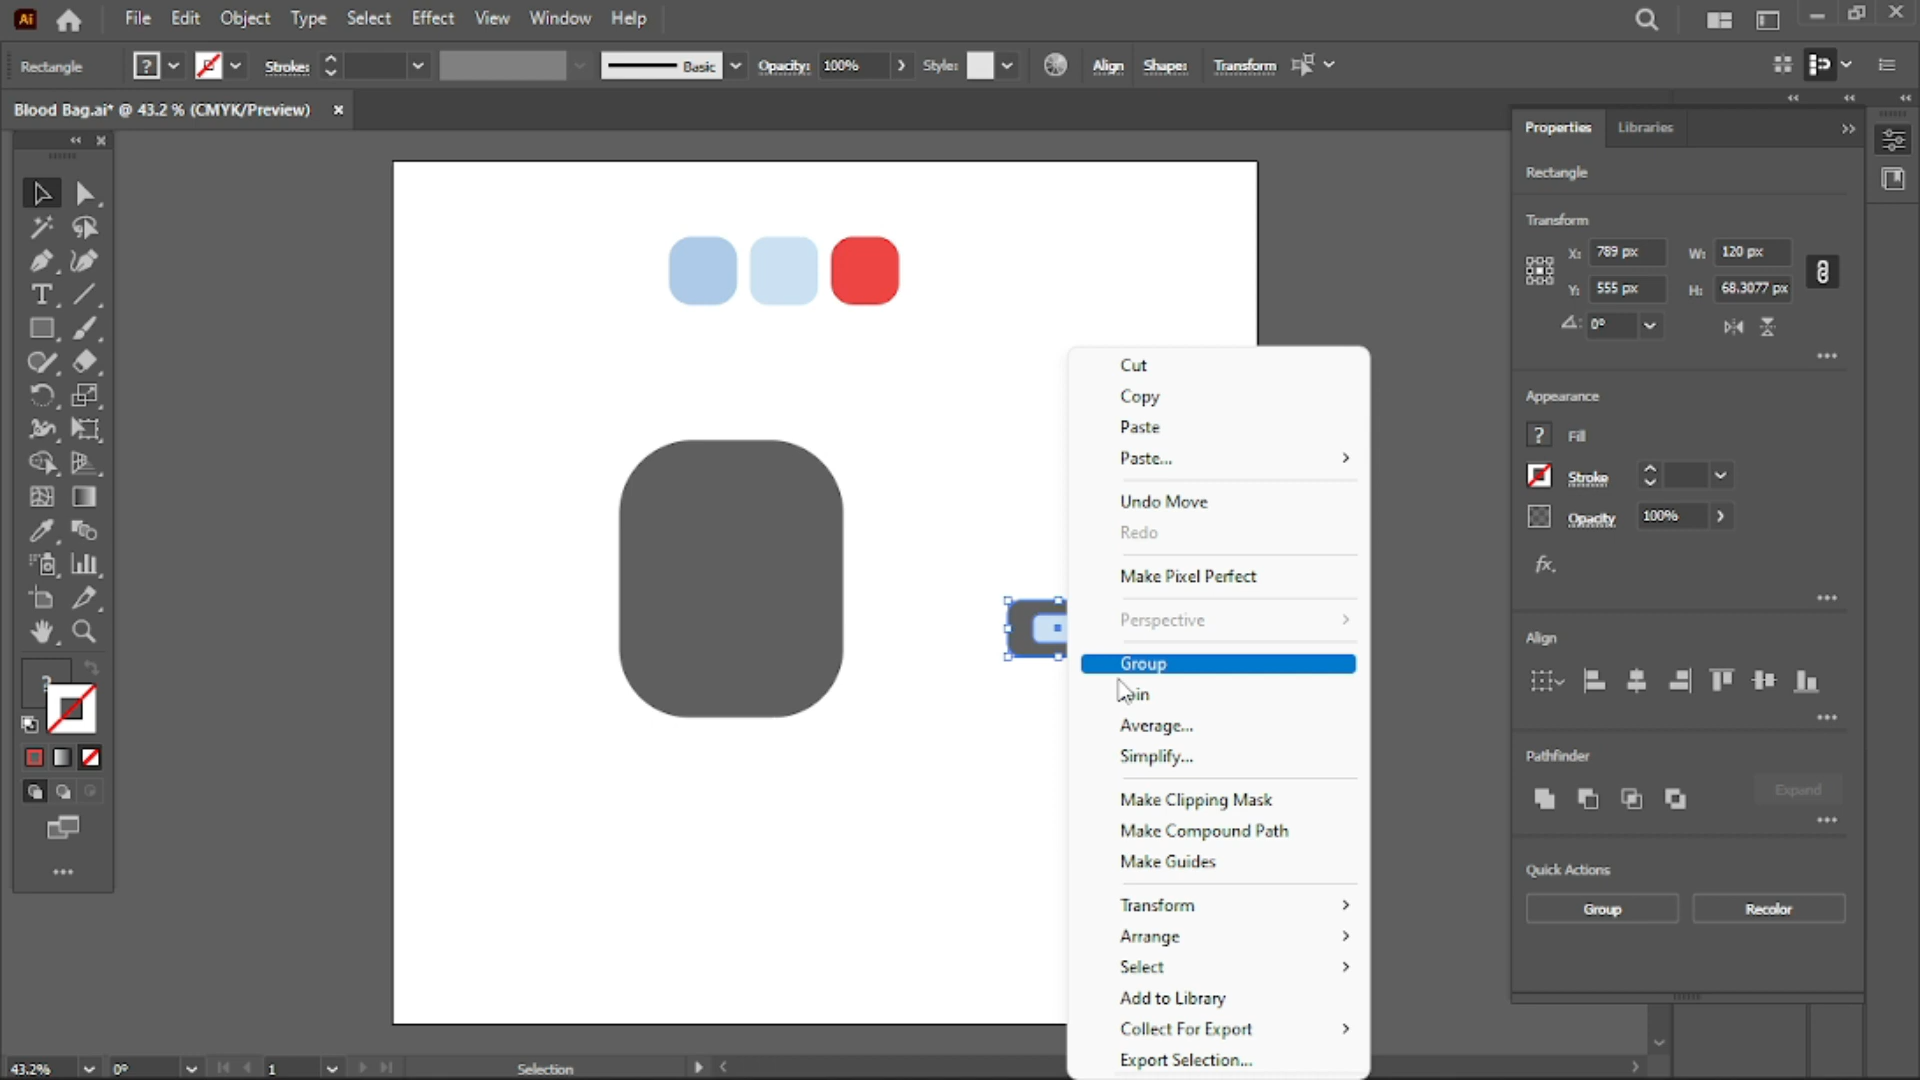 Ai File Edit Object Type Select Effect View Window Help
Rectangle ? Stroke: Basic Opacity: 100% Style: Align Shape: Transform
Blood Bag.ai* @ 43.2 % (CMYK/Preview) ×
Properties Libraries
Rectangle
Transform
X: 789 px W: 120 px
Y: 555 px H: 68.3077 px
0°
Appearance
? Fill
Stroke
Opacity 100%
fx.
Align
Pathfinder
Expand
Quick Actions
Group Recolor
Cut
Copy
Paste
Paste...
Undo Move
Redo
Make Pixel Perfect
Perspective
Group
Average...
Simplify...
Make Clipping Mask
Make Compound Path
Make Guides
Transform
Arrange
Select
Add to Library
Collect For Export
Export Selection...
43.2% 0° 1 Selection